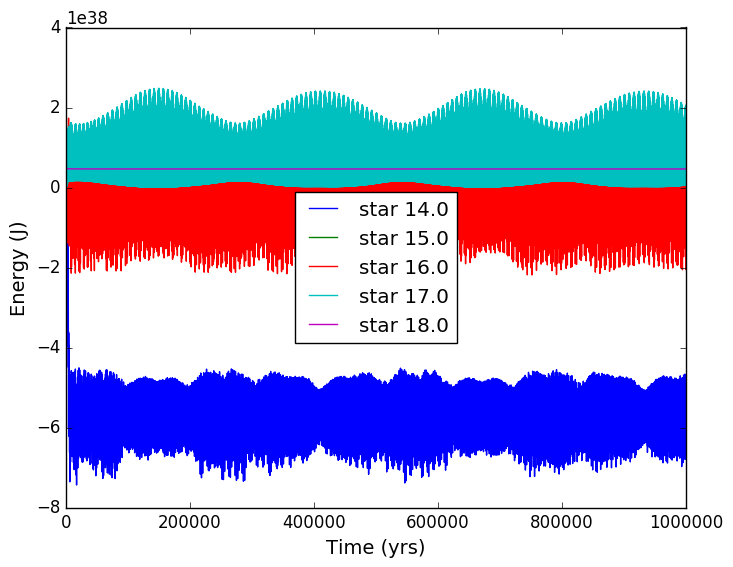 1e38
4
2
0
−2
−4
−6
−8
Energy (J)
star 14.0
star 15.0
star 16.0
star 17.0
star 18.0
0 200000 400000 600000 800000 1000000
Time (yrs)